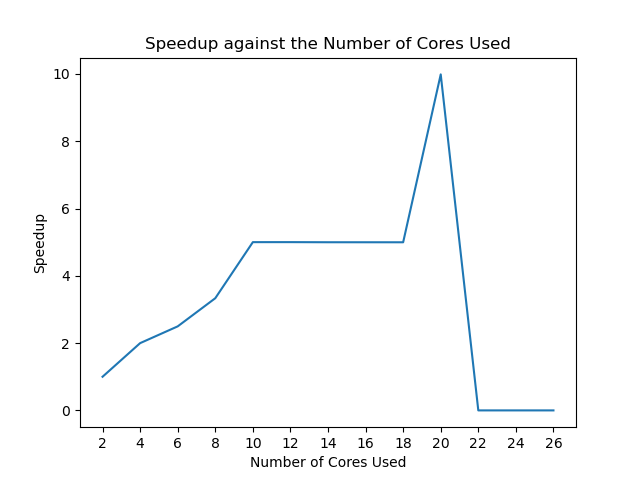 Speedup against the Number of Cores Used
10
8
6
4
2
0
Speedup
2 4 6 8 10 12 14 16 18 20 22 24 26
Number of Cores Used